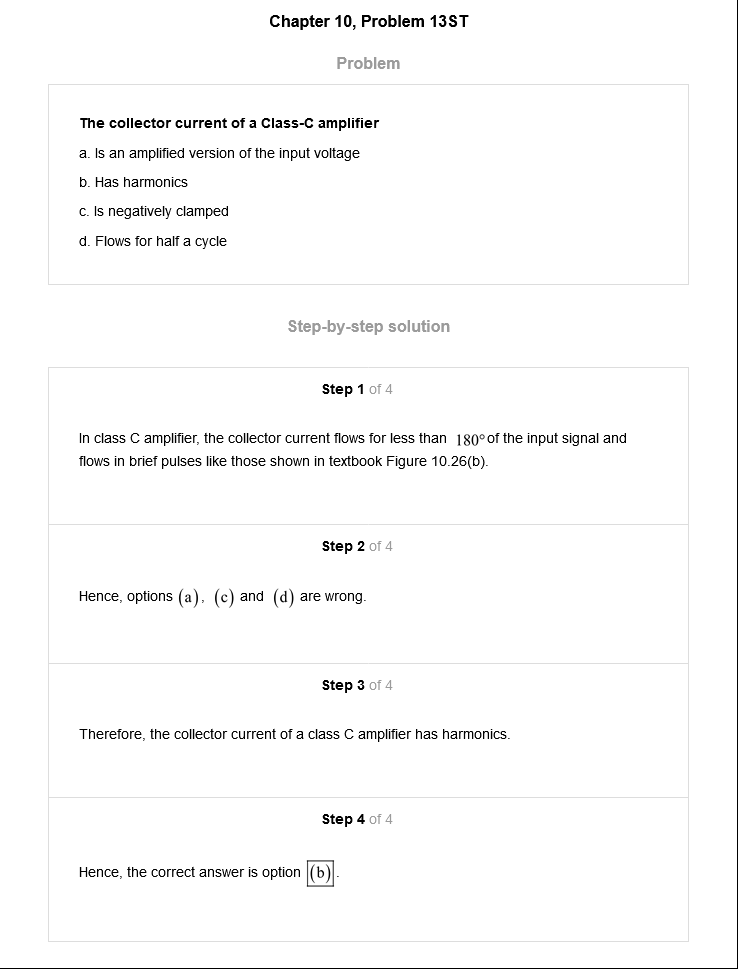 Chapter 10, Problem 13ST
Problem
The collector current of a Class-C amplifier
a. Is an amplified version of the input voltage
b. Has harmonics
c. Is negatively clamped
d. Flows for half a cycle
Step-by-step solution
Step 1 of 4
In class C amplifier, the collector current flows for less than 180° of the input signal and
flows in brief pulses like those shown in textbook Figure 10.26(b).
Step 2 of 4
Hence, options (a), (c) and (d) are wrong.
Step 3 of 4
Therefore, the collector current of a class C amplifier has harmonics.
Step 4 of 4
Hence, the correct answer is option (b).